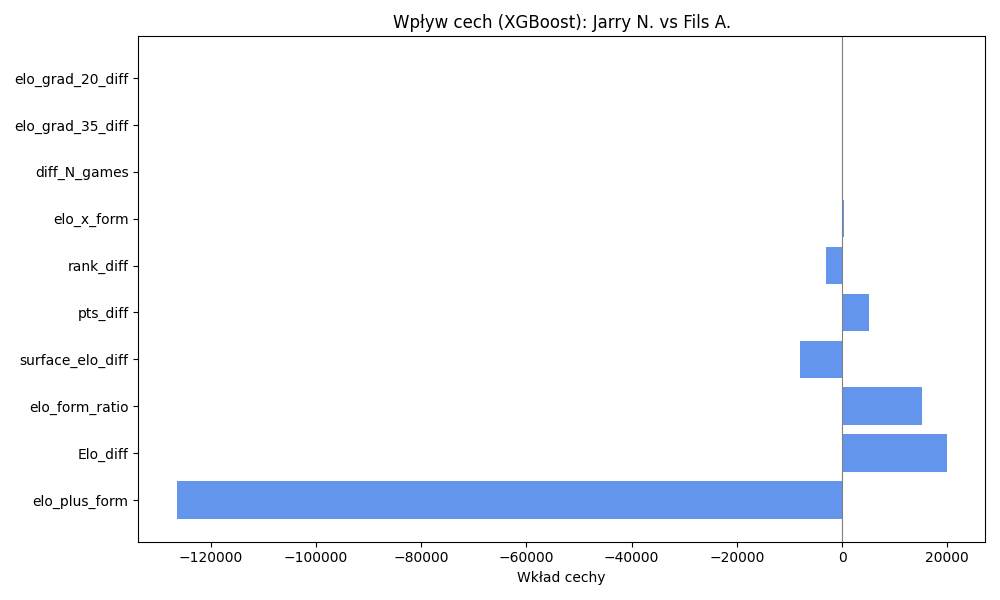 Wpływ cech (XGBoost): Jarry N. vs Fils A.
elo_grad_20_diff
elo_grad_35_diff
diff_N_games
elo_x_form
rank_diff
pts_diff
surface_elo_diff
elo_form_ratio
Elo_diff
elo_plus_form
−120000 −100000 −80000 −60000 −40000 −20000 0 20000
Wkład cechy